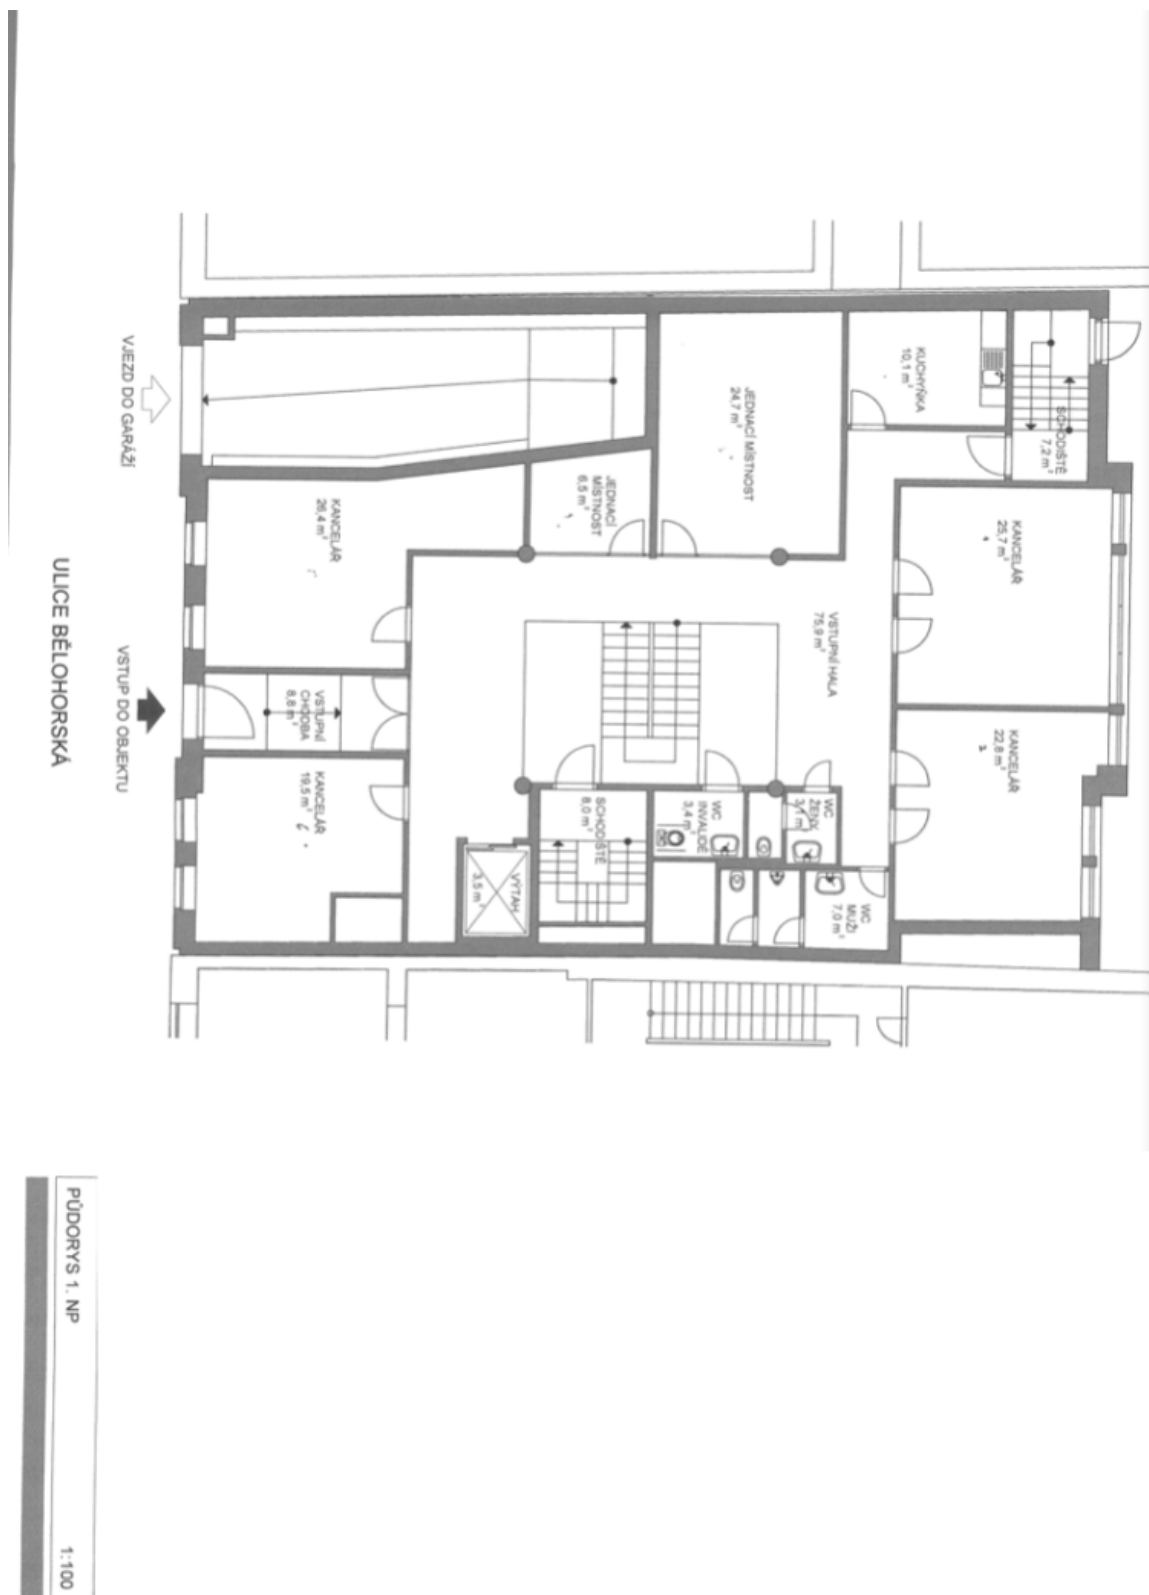 SCHODIŠTĚ
7,2 m²
KUCHYŇKA
10,1 m²
KANCELÁŘ
25,7 m²
JEDNACÍ MÍSTNOST
24,7 m²
JEDNACÍ
MÍSTNOST
6,5 m²
KANCELÁŘ
26,4 m²
VSTUPNÍ HALA
75,9 m²
KANCELÁŘ
22,8 m²
VSTUPNÍ
CHODBA
8,8 m²
KANCELÁŘ
19,5 m²
SCHODIŠTĚ
8,0 m²
WC
INVALIDÉ
3,4 m²
WC
ŽENY
3,1 m²
WC
MUŽI
7,0 m²
VÝTAH
3,5 m²
VJEZD DO GARÁŽÍ
VSTUP DO OBJEKTU
ULICE BĚLOHORSKÁ
PŮDORYS 1. NP
1:100